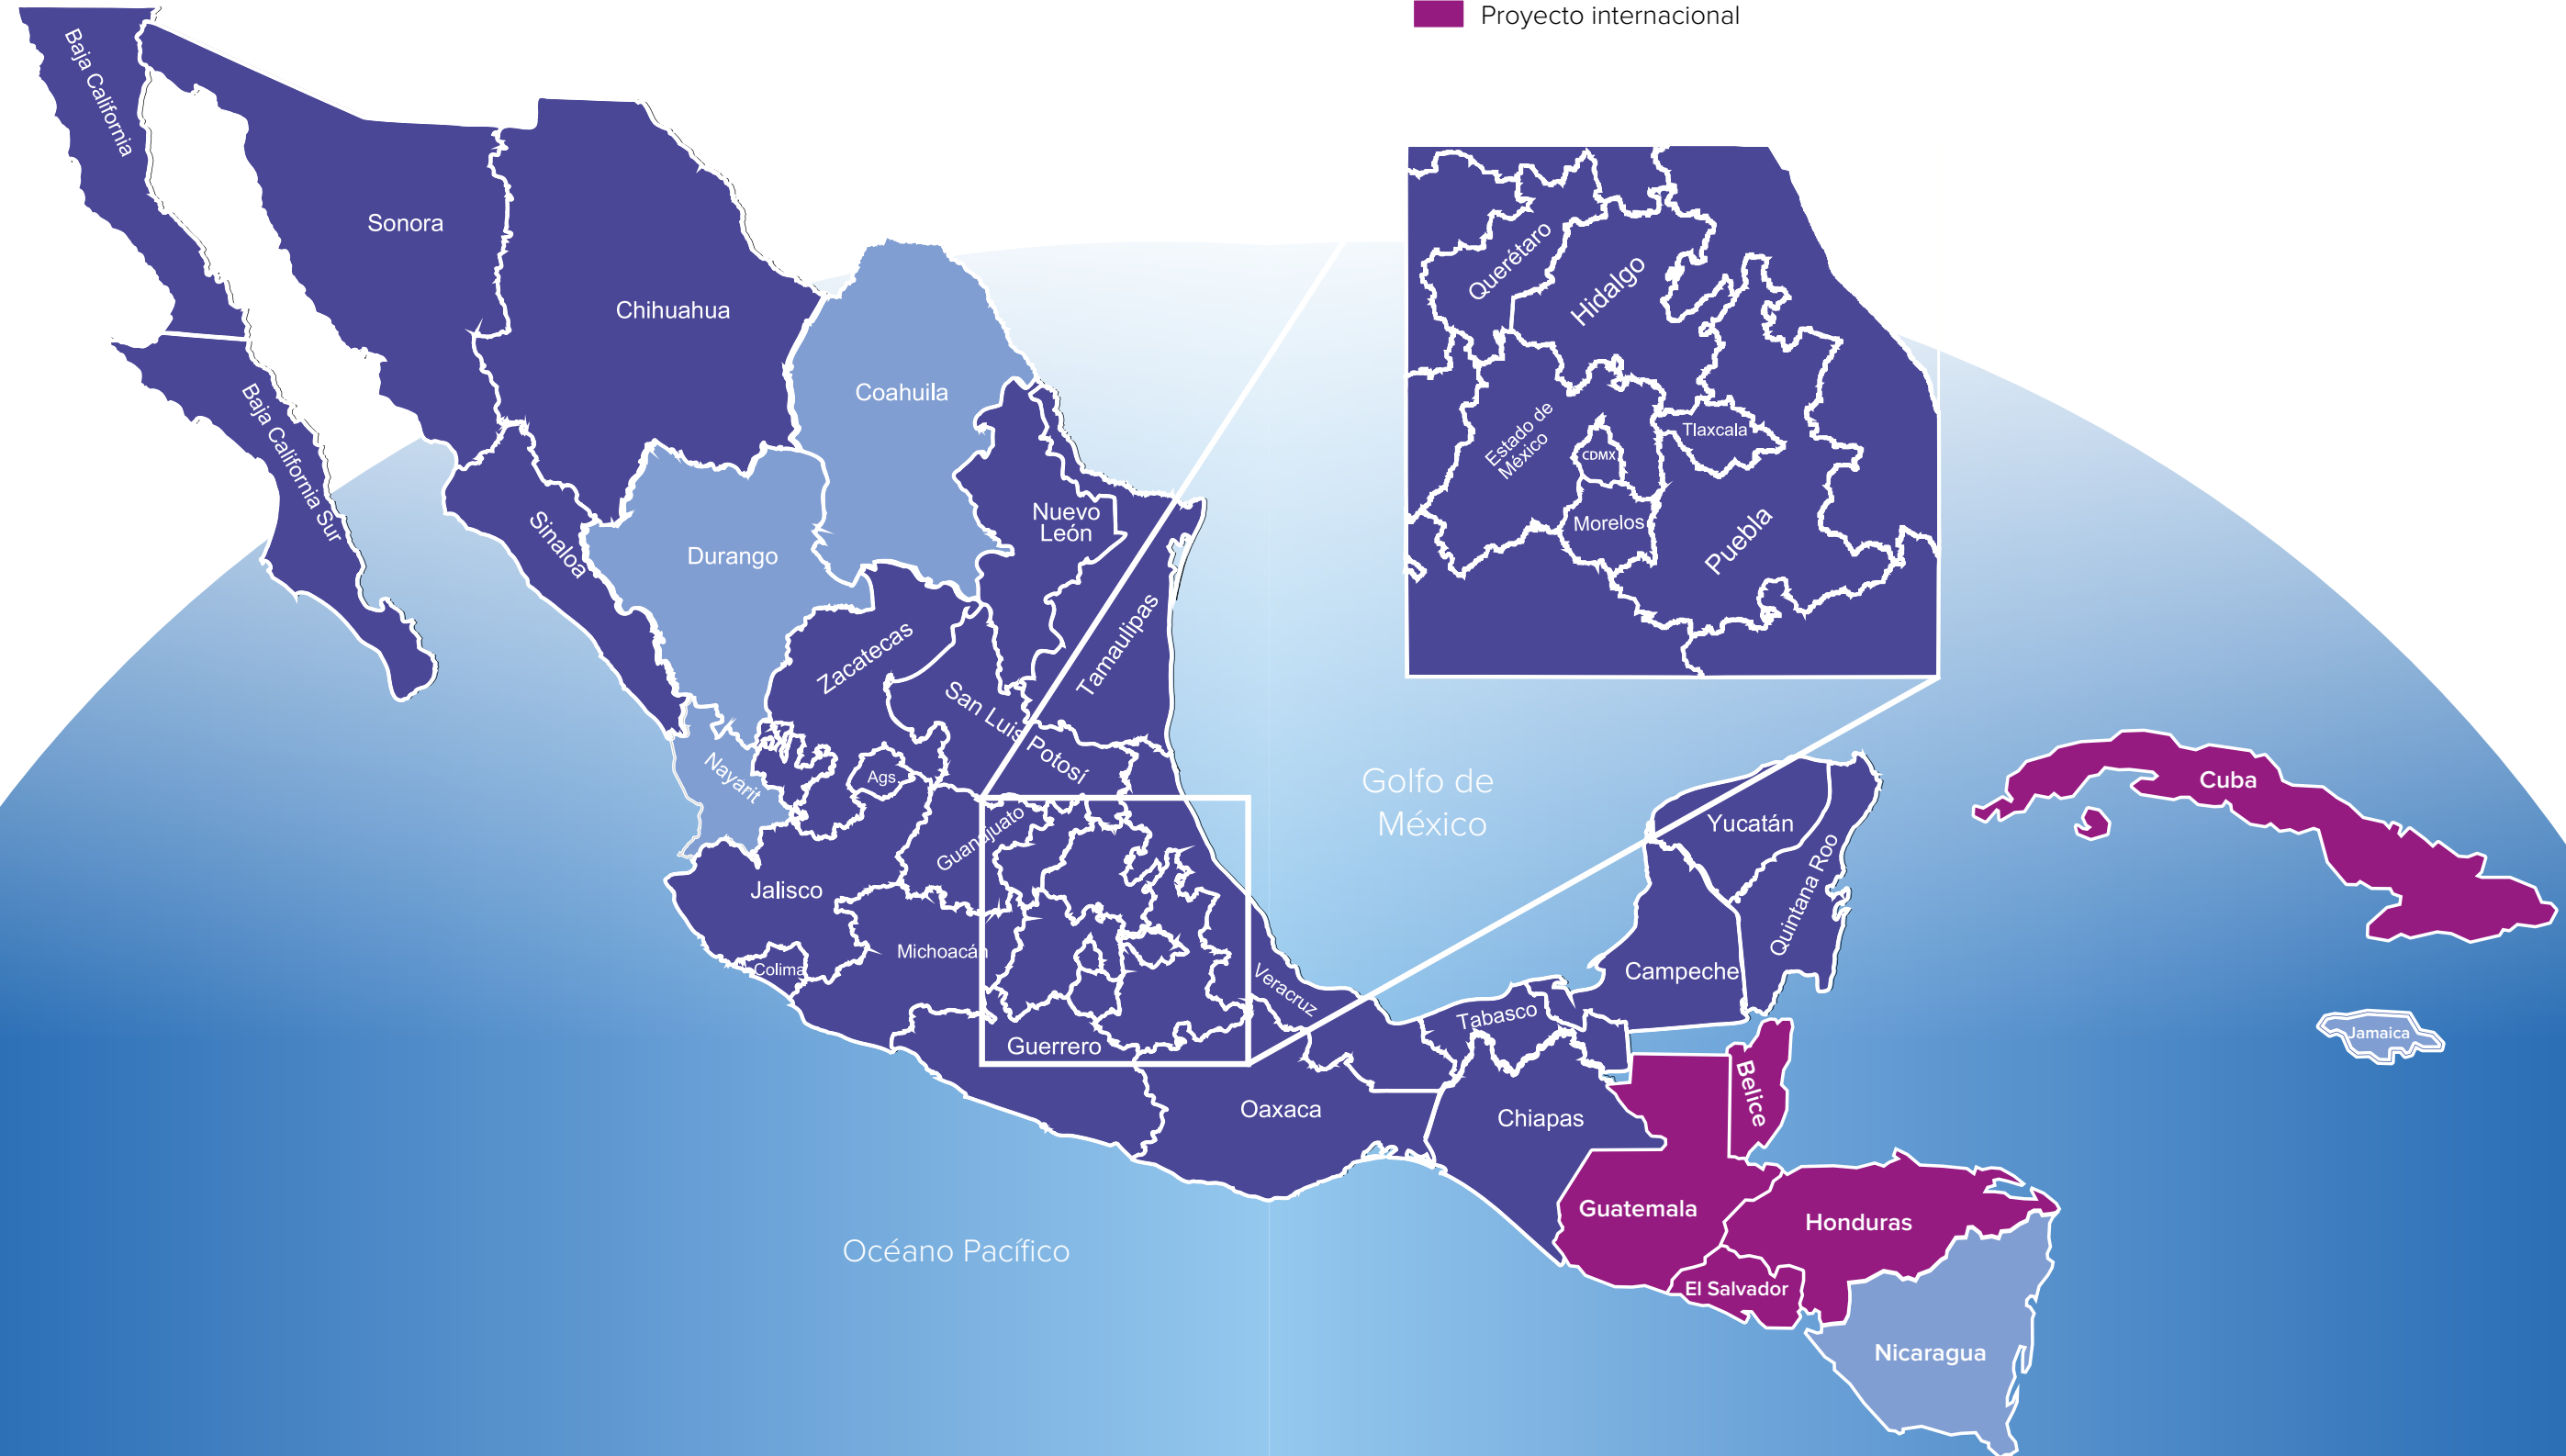 Proyecto internacional
Baja California
Sonora
Chihuahua
Coahuila
Baja California Sur
Sinaloa
Durango
Nuevo
León
Zacatecas
San Luis Potosí
Tamaulipas
Nayarit
Ags.
Guanajuato
Jalisco
Colima
Michoacán
Guerrero
Veracruz
Oaxaca
Tabasco
Chiapas
Campeche
Yucatán
Quintana Roo
Querétaro
Hidalgo
Estado de
México
CDMX
Tlaxcala
Morelos
Puebla
Golfo de
México
Océano Pacífico
Cuba
Jamaica
Belice
Guatemala
Honduras
El Salvador
Nicaragua